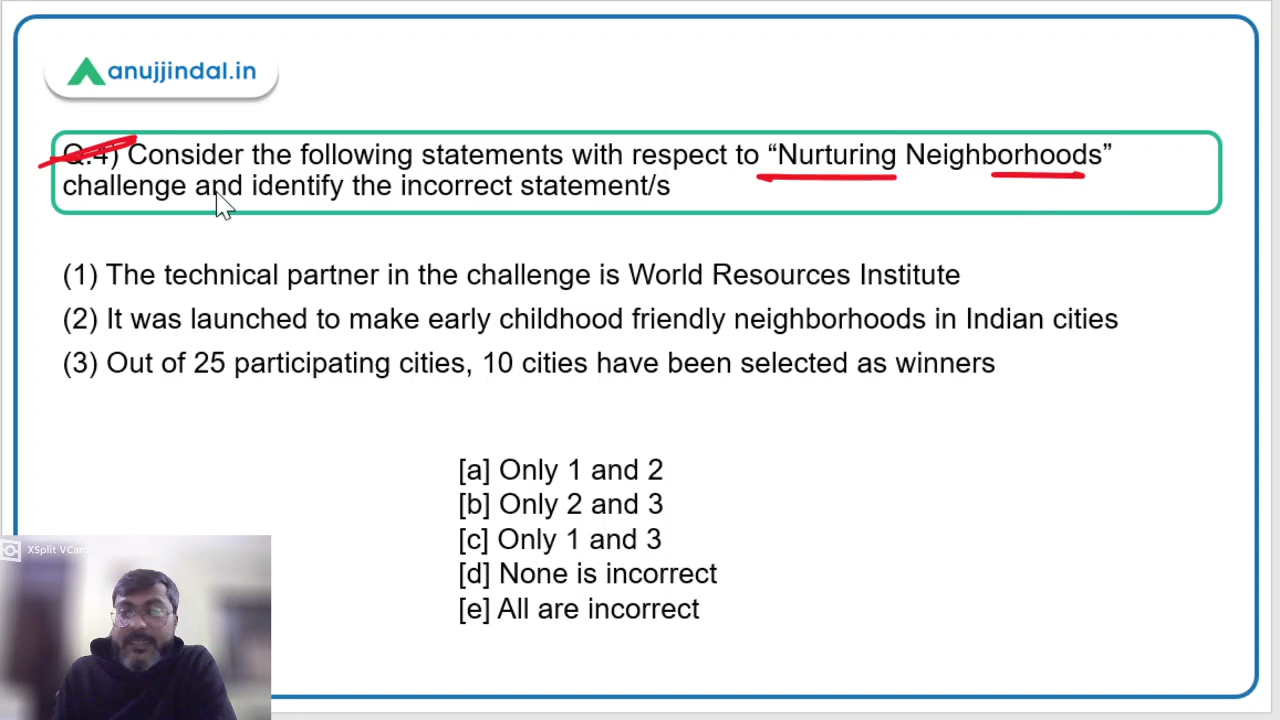 anujjindal.in
Q.4) Consider the following statements with respect to “Nurturing Neighborhoods”
challenge and identify the incorrect statement/s
(1) The technical partner in the challenge is World Resources Institute
(2) It was launched to make early childhood friendly neighborhoods in Indian cities
(3) Out of 25 participating cities, 10 cities have been selected as winners
[a] Only 1 and 2
[b] Only 2 and 3
[c] Only 1 and 3
[d] None is incorrect
[e] All are incorrect
XSplit VCam